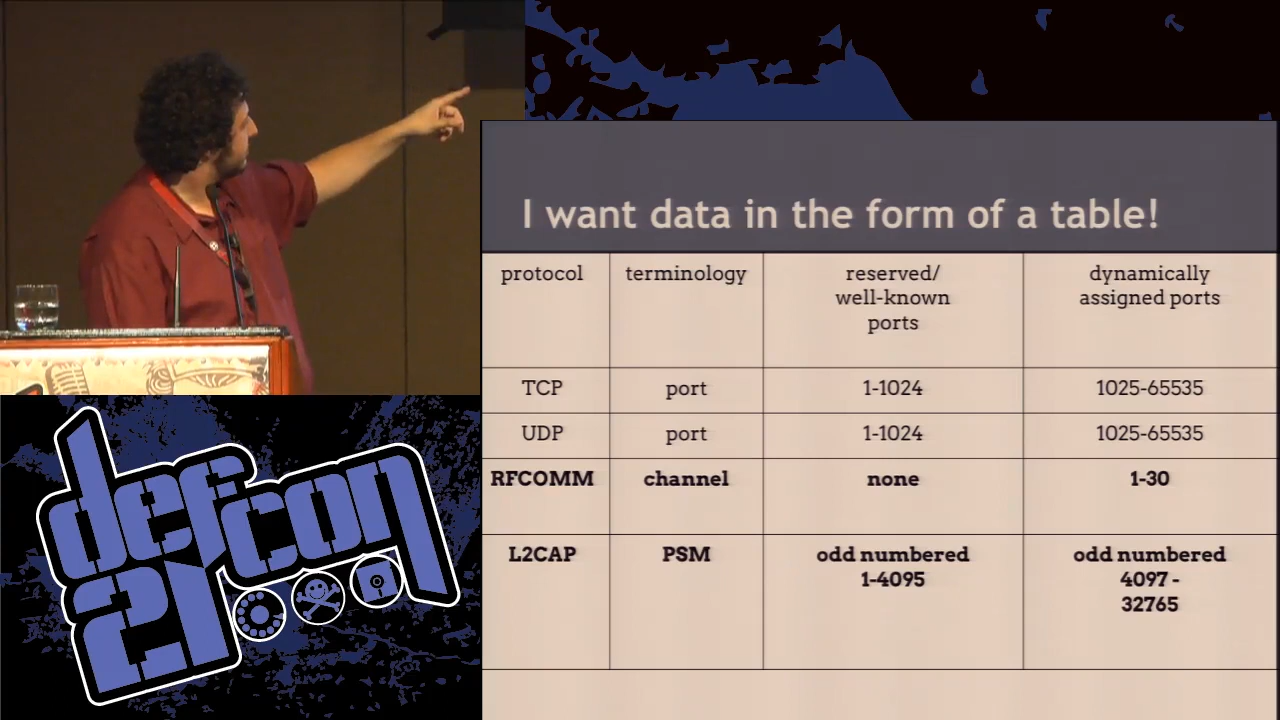 I want data in the form of a table!
protocol
terminology
reserved/
well-known
ports
dynamically
assigned ports
TCP
port
1-1024
1025-65535
UDP
port
1-1024
1025-65535
RFCOMM
channel
none
1-30
L2CAP
PSM
odd numbered
1-4095
odd numbered
4097 -
32765
defcon
21